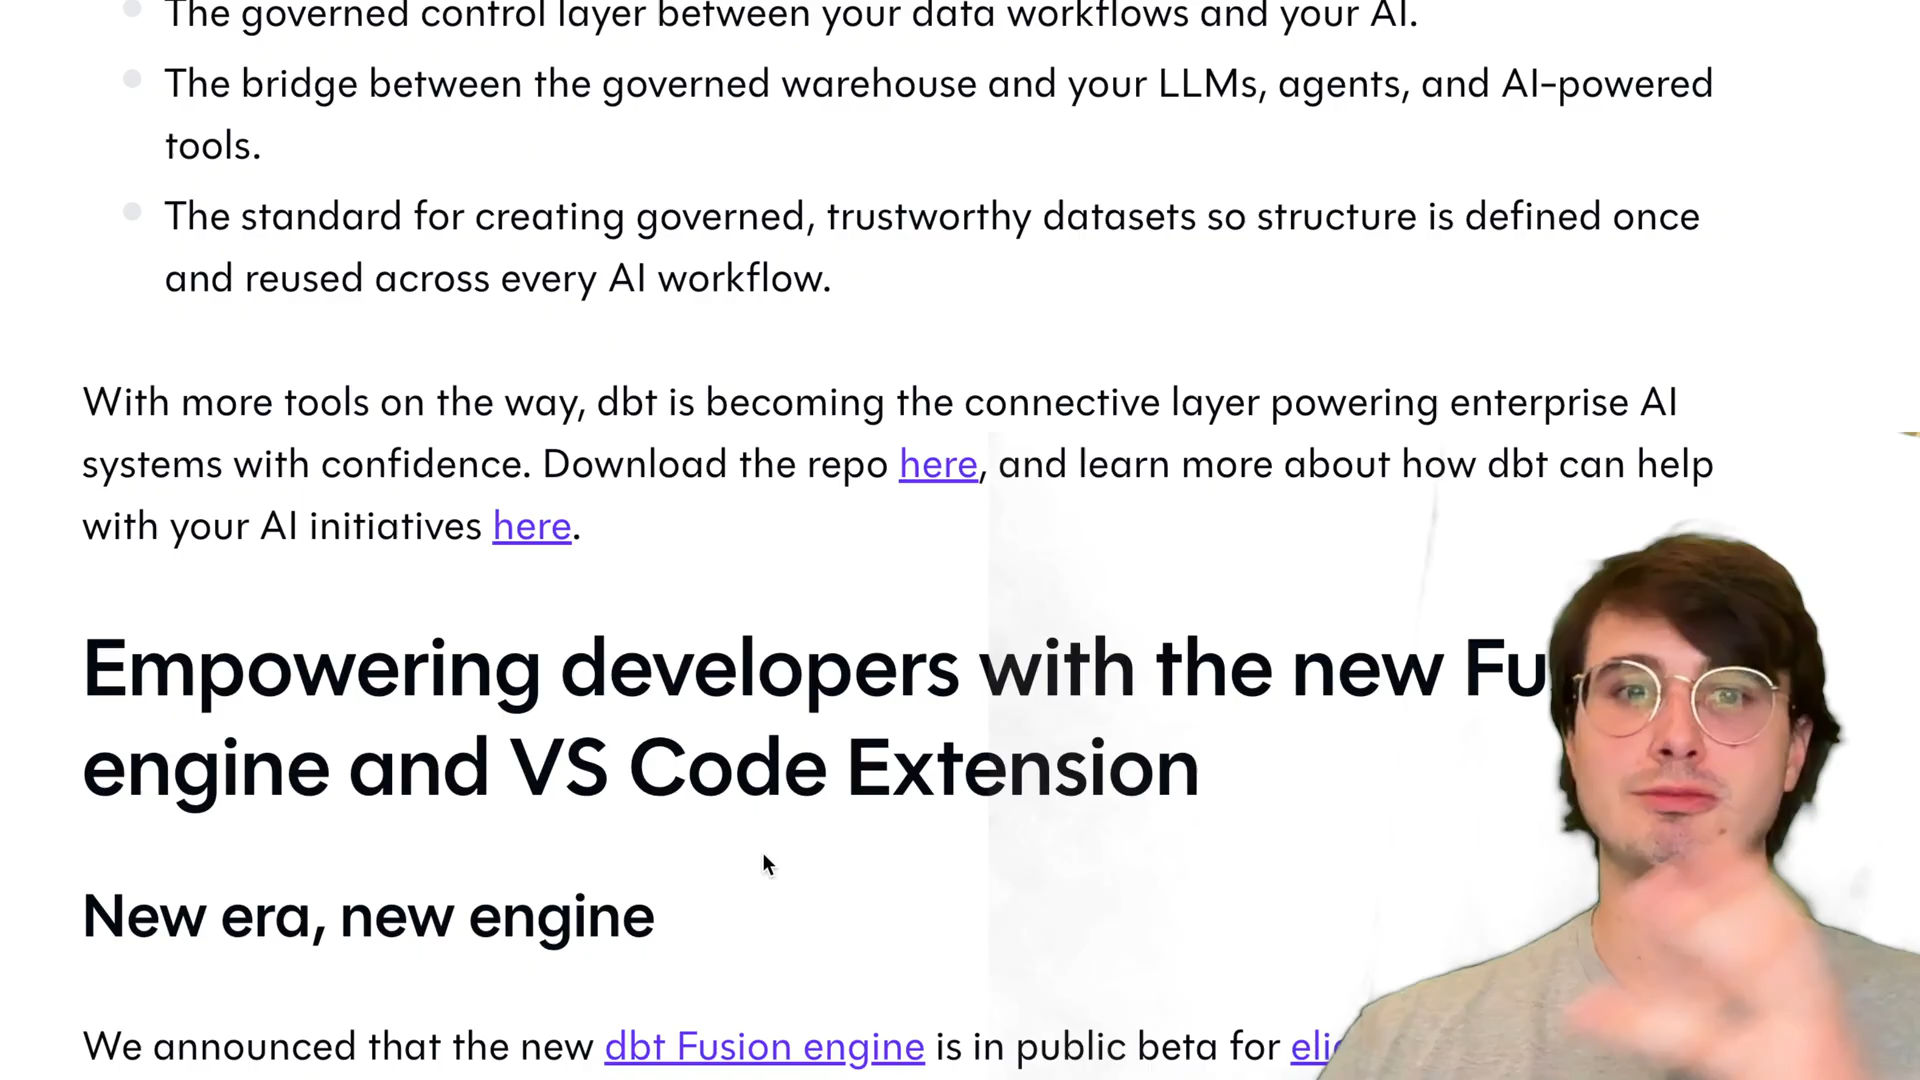 The governed control layer between your data workflows and your AI.
The bridge between the governed warehouse and your LLMs, agents, and AI-powered
tools.
The standard for creating governed, trustworthy datasets so structure is defined once
and reused across every AI workflow.
With more tools on the way, dbt is becoming the connective layer powering enterprise AI
systems with confidence. Download the repo here, and learn more about how dbt can help
with your AI initiatives here.
Empowering developers with the new
engine and VS Code Extension
New era, new engine
We announced that the new dbt Fusion engine is in public beta for